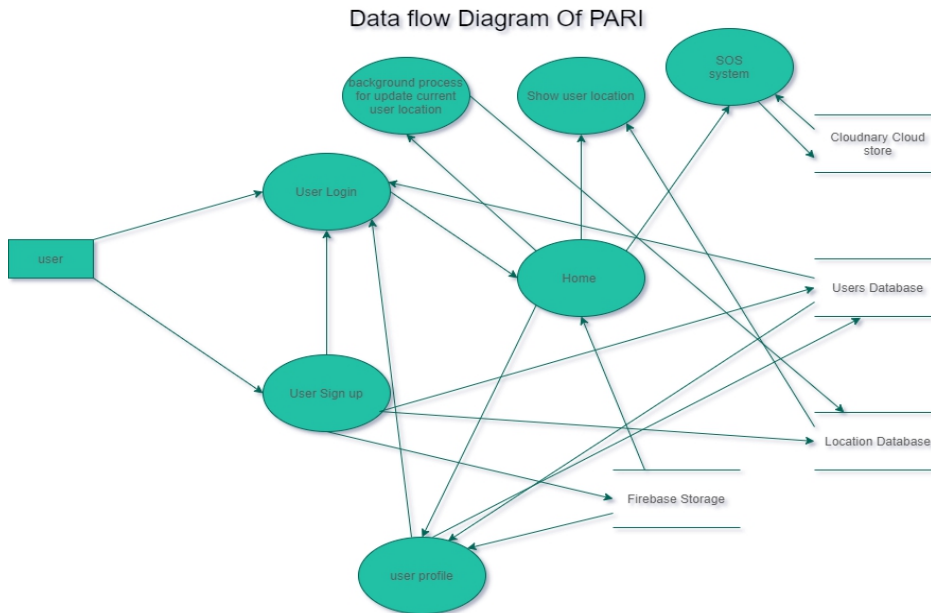 Data flow Diagram Of PARI
SOS
system
background process
for update current
user location
Show user location
Cloudnary Cloud
store
User Login
user
Home
Users Database
User Sign up
Location Database
Firebase Storage
user profile